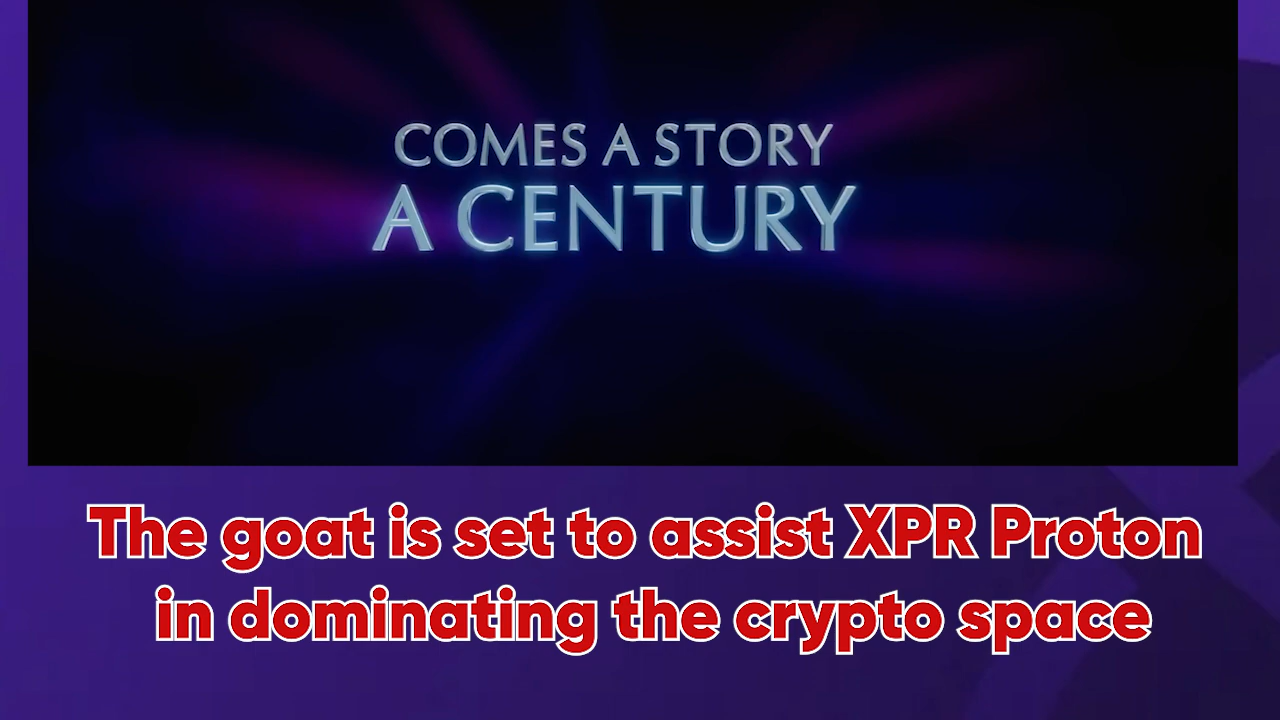 COMES A STORY
A CENTURY
The goat is set to assist XPR Proton
in dominating the crypto space